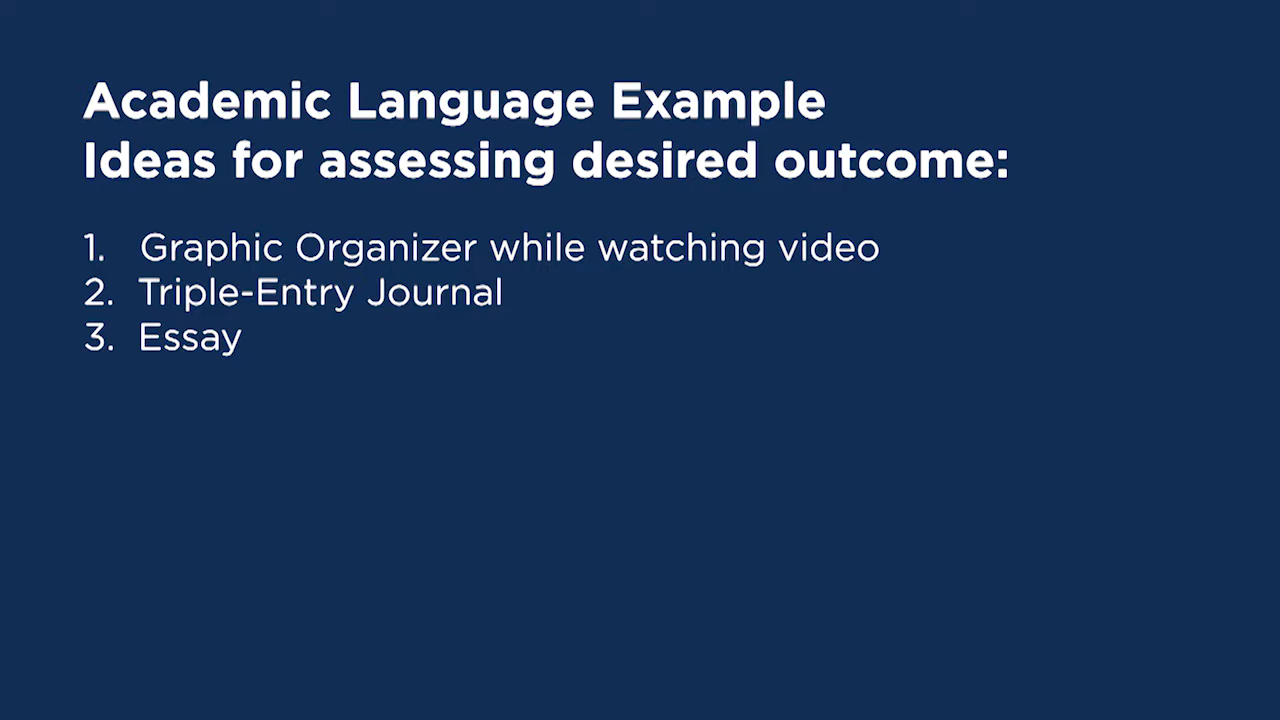 Academic Language Example
Ideas for assessing desired outcome:
1. Graphic Organizer while watching video
2. Triple-Entry Journal
3. Essay